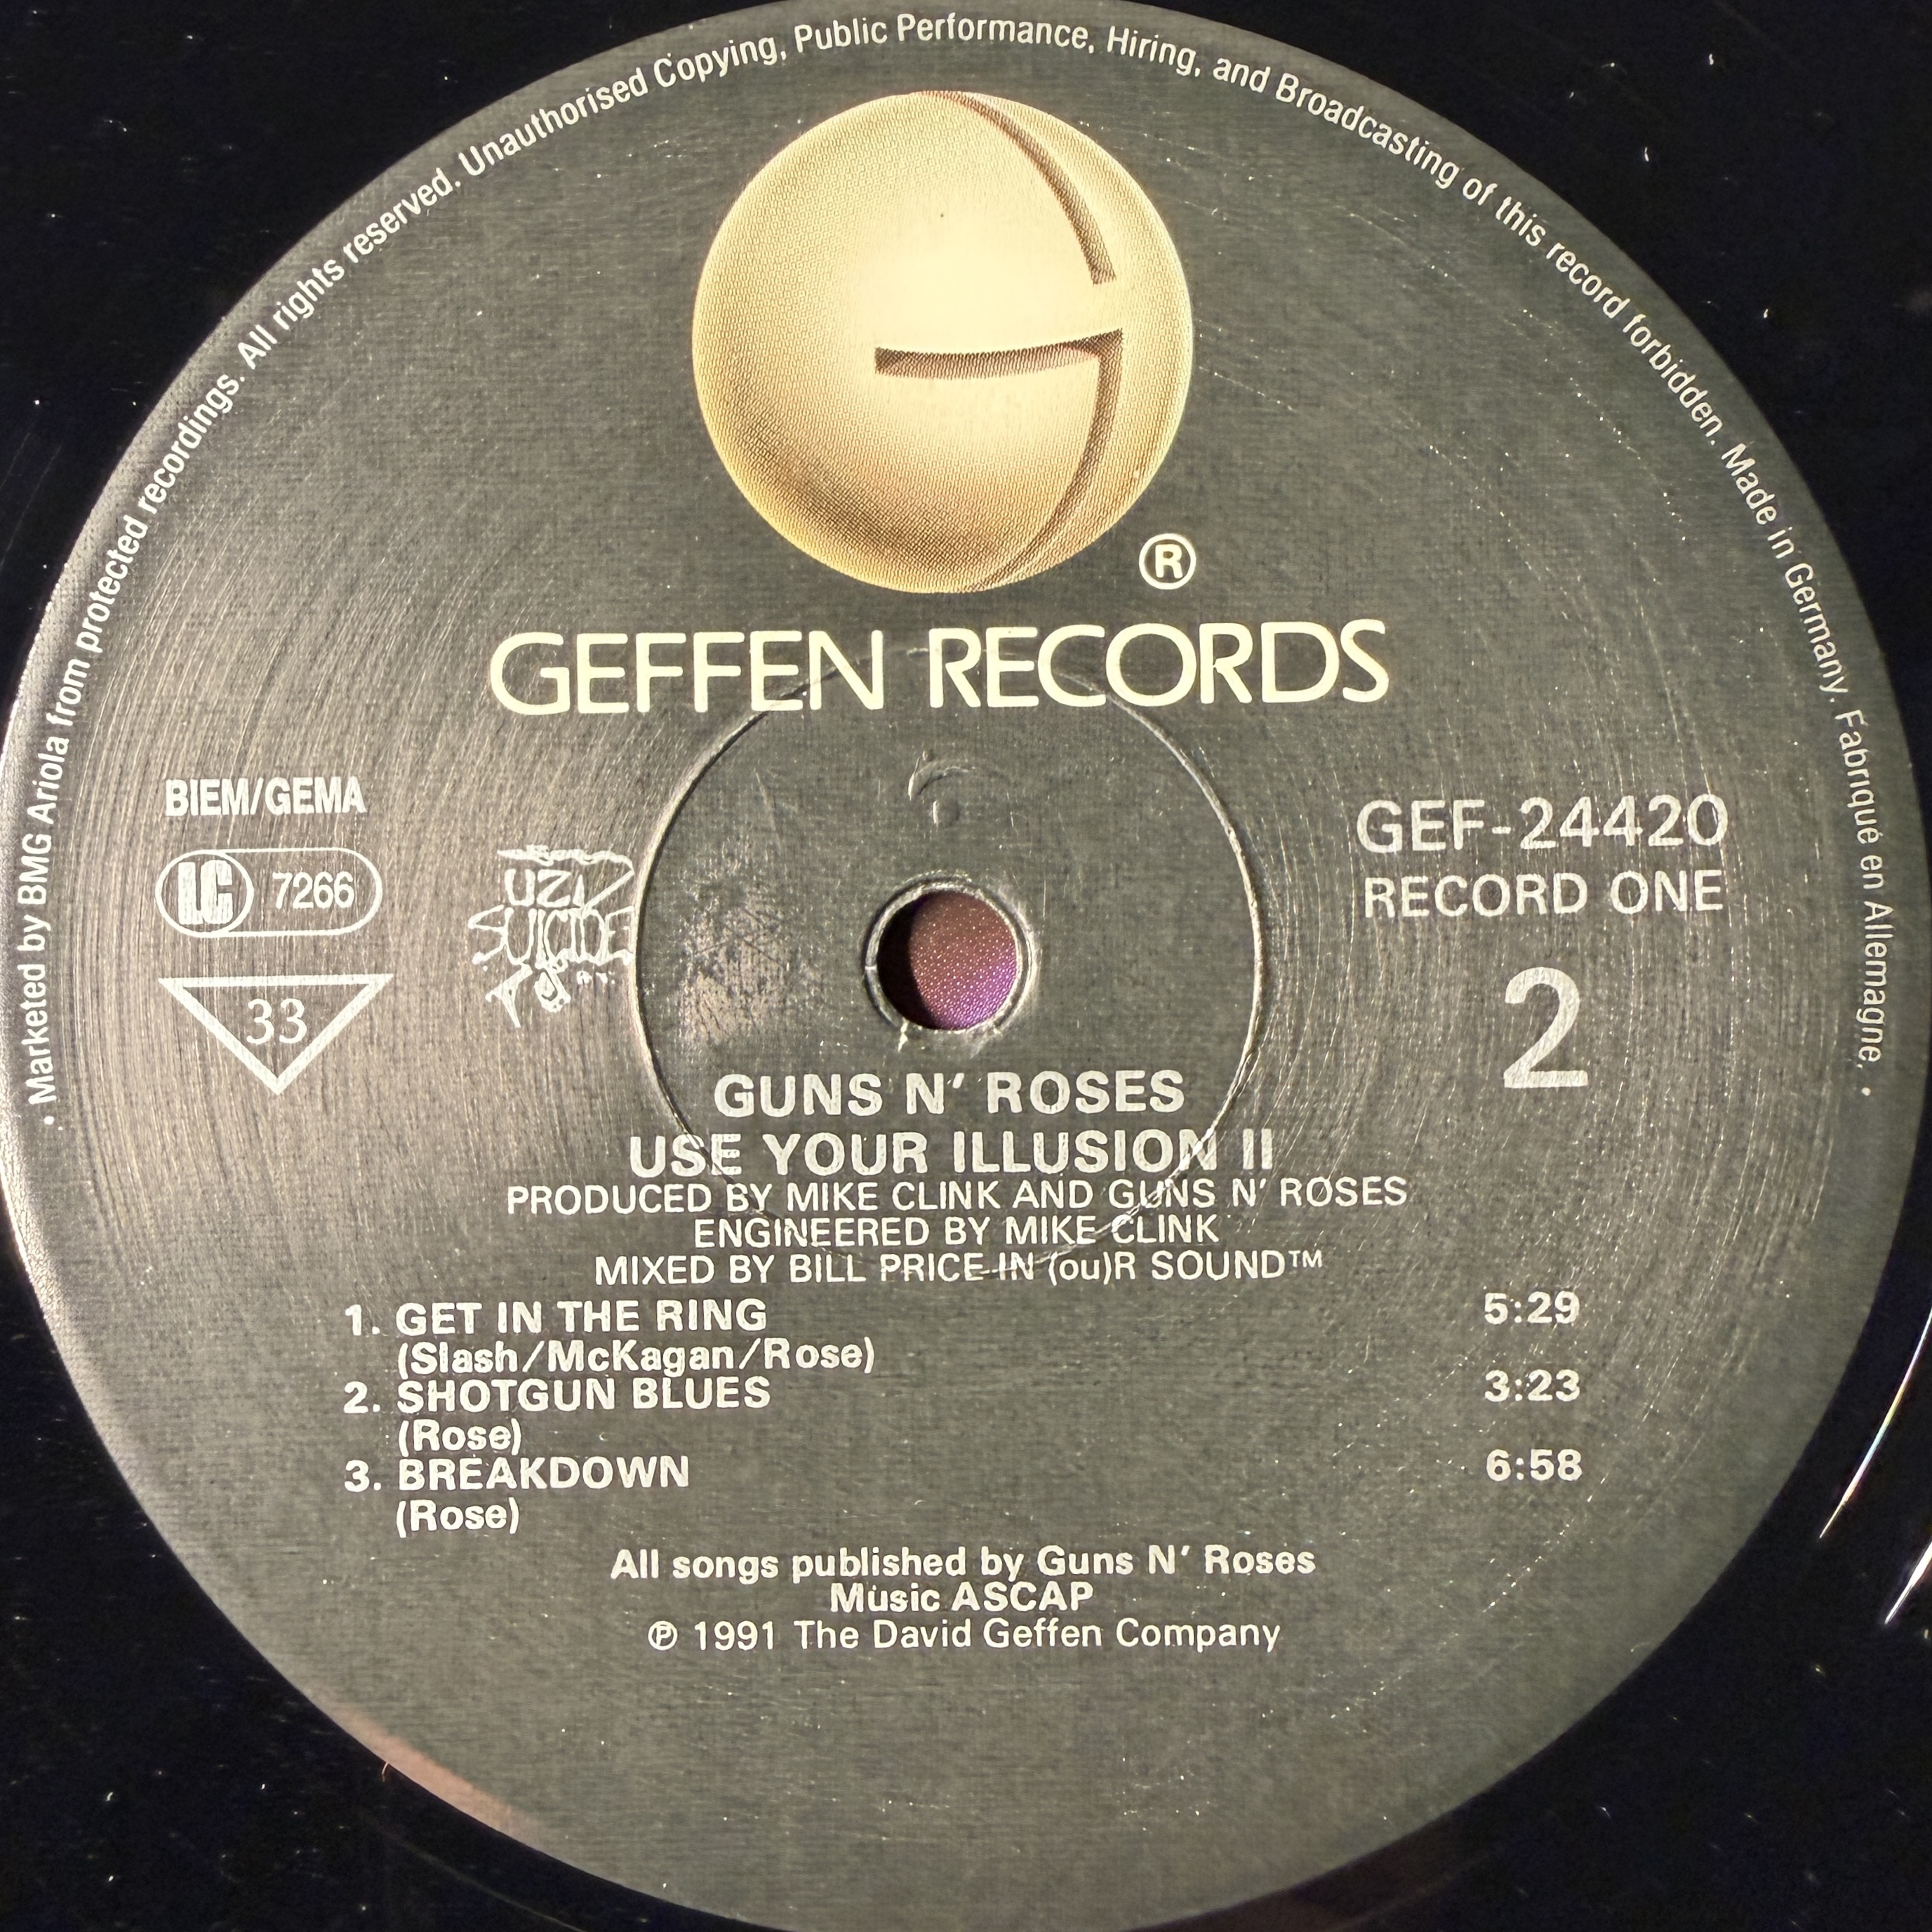 • Marketed by BMG Ariola from protected recordings. All rights reserved. Unauthorised Copying, Public Performance, Hiring, and Broadcasting of this record forbidden. Made in Germany, Fabriqué en Allemagne, •
®
GEFFEN RECORDS
BIEM/GEMA
LC 7266
33
UZI
SUICIDE
GEF-24420
RECORD ONE
2
GUNS N' ROSES
USE YOUR ILLUSION II
PRODUCED BY MIKE CLINK AND GUNS N' ROSES
ENGINEERED BY MIKE CLINK
MIXED BY BILL PRICE IN (ou)R SOUND™
1. GET IN THE RING 5:29
(Slash/McKagan/Rose)
2. SHOTGUN BLUES 3:23
(Rose)
3. BREAKDOWN 6:58
(Rose)
All songs published by Guns N' Roses
Music ASCAP
℗ 1991 The David Geffen Company